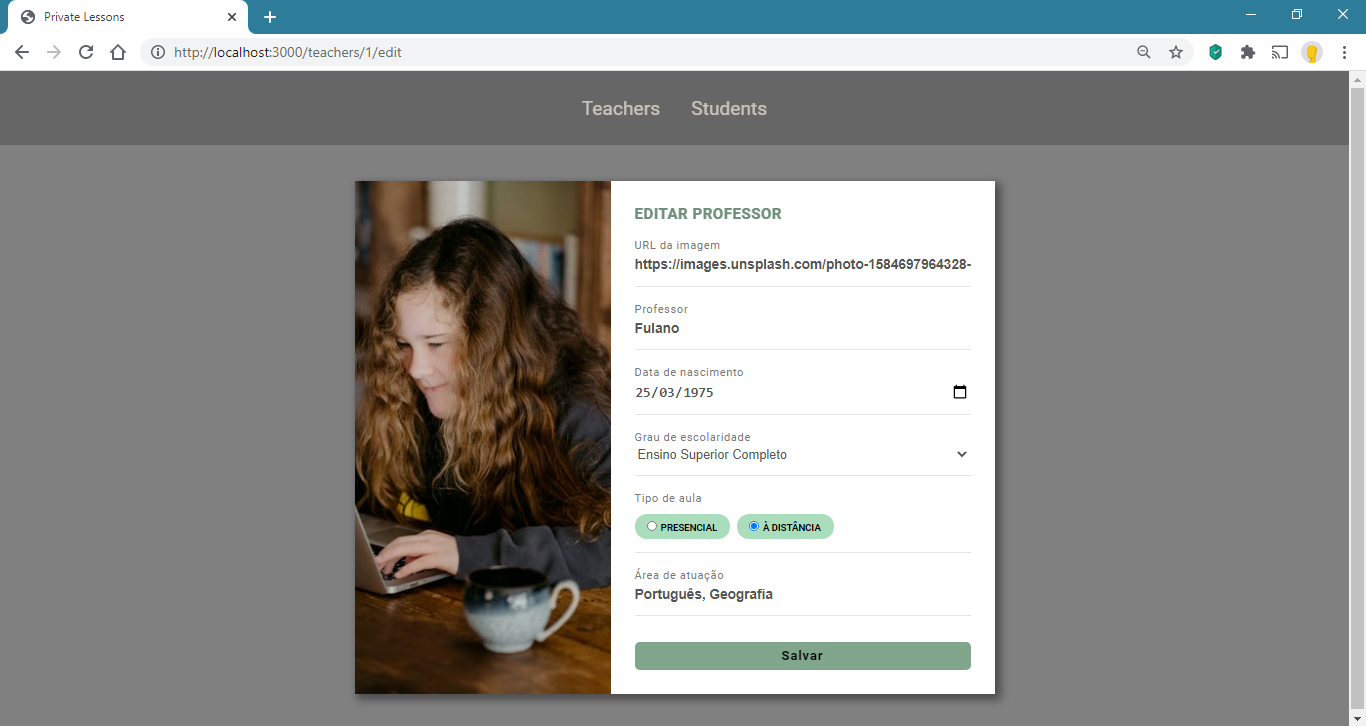 Private Lessons
http://localhost:3000/teachers/1/edit
Teachers Students
EDITAR PROFESSOR
URL da imagem
https://images.unsplash.com/photo-1584697964328-
Professor
Fulano
Data de nascimento
25/03/1975
Grau de escolaridade
Ensino Superior Completo
Tipo de aula
PRESENCIAL À DISTÂNCIA
Área de atuação
Português, Geografia
Salvar